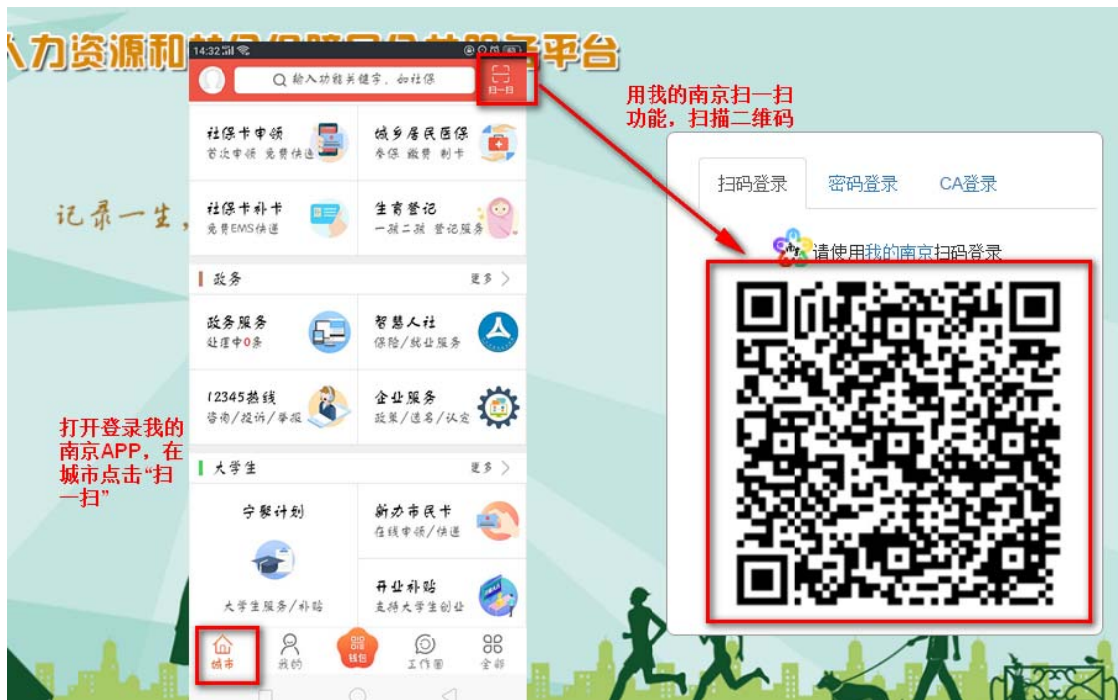 力资源和
平台
记录一生，
14:32
输入功能关键字，如社保
扫一扫
社保卡申领
首次申领 免费快递
城乡居民医保
参保 缴费 制卡
社保卡补卡
免费EMS快递
生育登记
一孩二孩 登记服务
政务
更多
政务服务
处理中0条
智慧人社
保险/就业服务
12345热线
咨询/投诉/举报
企业服务
政策/送名/认定
大学生
更多
宁聚计划
大学生服务/补贴
新办市民卡
在线申领/快递
开业补贴
支持大学生创业
城市
我的
钱包
工作圈
全部
打开登录我的
南京APP，在
城市点击“扫
一扫”
用我的南京扫一扫
功能，扫描二维码
扫码登录
密码登录
CA登录
请使用我的南京扫码登录